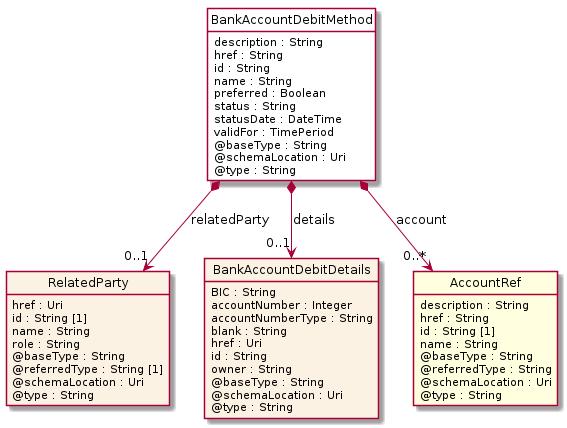 BankAccountDebitMethod
description : String
href : String
id : String
name : String
preferred : Boolean
status : String
statusDate : DateTime
validFor : TimePeriod
@baseType : String
@schemaLocation : Uri
@type : String
relatedParty
details
account
0..1
0..1
0..*
RelatedParty
href : Uri
id : String [1]
name : String
role : String
@baseType : String
@referredType : String [1]
@schemaLocation : Uri
@type : String
BankAccountDebitDetails
BIC : String
accountNumber : Integer
accountNumberType : String
blank : String
href : Uri
id : String
owner : String
@baseType : String
@schemaLocation : Uri
@type : String
AccountRef
description : String
href : String
id : String [1]
name : String
@baseType : String
@referredType : String
@schemaLocation : Uri
@type : String